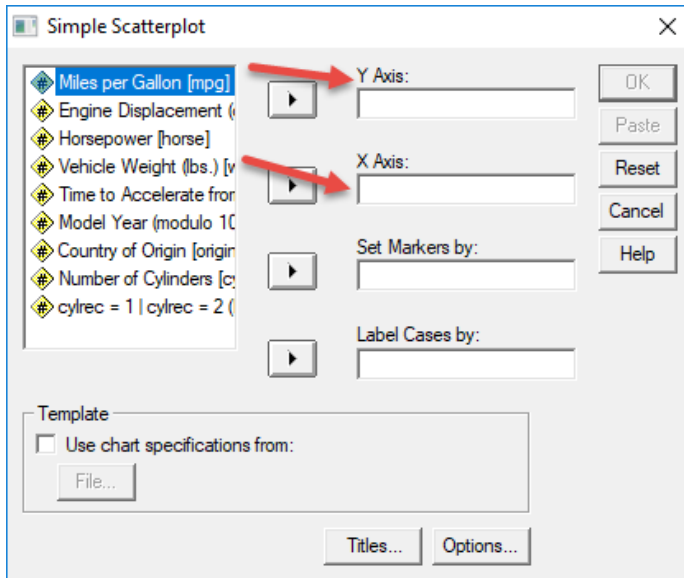 Simple Scatterplot
Miles per Gallon [mpg]
Engine Displacement (
Horsepower [horse]
Vehicle Weight (lbs.) [w
Time to Accelerate from
Model Year (modulo 10
Country of Origin [origin
Number of Cylinders [cy
cylrec = 1 | cylrec = 2 (
Y Axis:
X Axis:
Set Markers by:
Label Cases by:
OK
Paste
Reset
Cancel
Help
Template
Use chart specifications from:
File...
Titles...
Options...